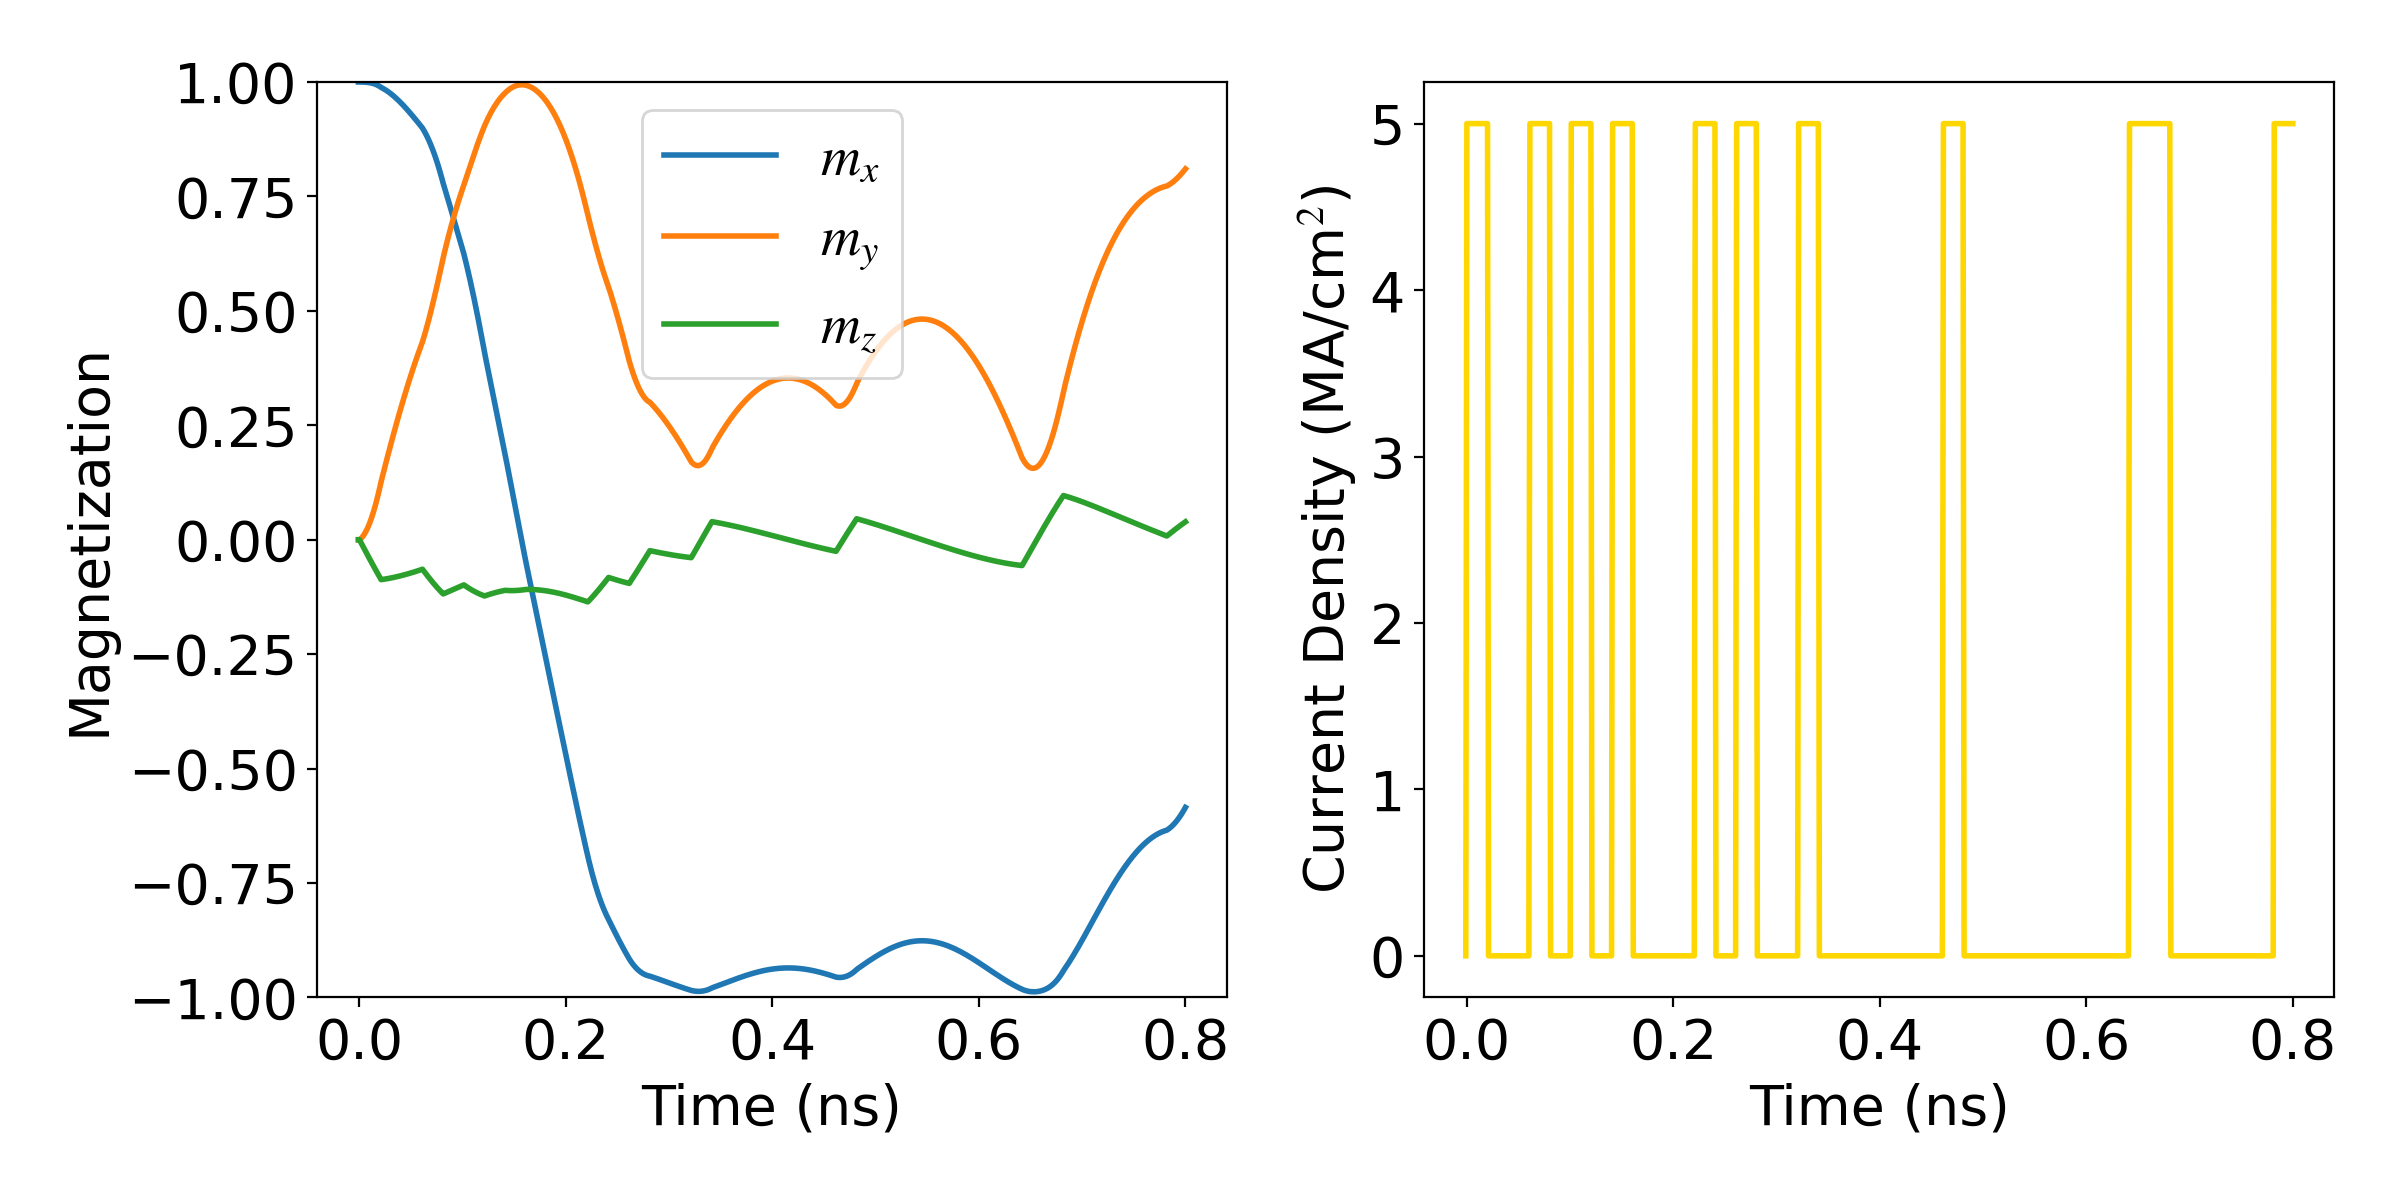 1.00
0.75
0.50
0.25
0.00
−0.25
−0.50
−0.75
−1.00
Magnetization
0.0 0.2 0.4 0.6 0.8
Time (ns)
m_x
m_y
m_z
5
4
3
2
1
0
Current Density (MA/cm²)
0.0 0.2 0.4 0.6 0.8
Time (ns)